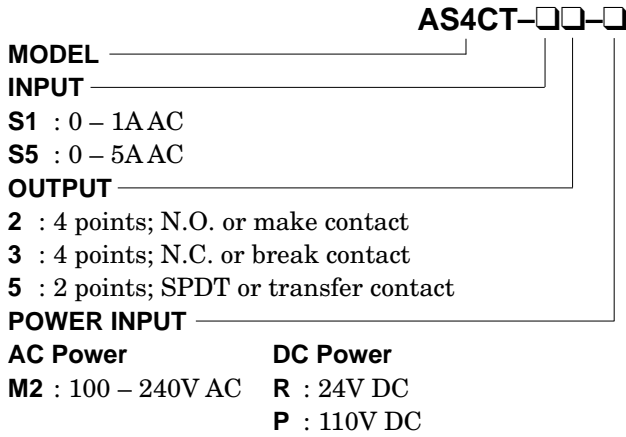 AS4CT–❏❏–❏
MODEL
INPUT
S1 : 0 – 1A AC
S5 : 0 – 5A AC
OUTPUT
2 : 4 points; N.O. or make contact
3 : 4 points; N.C. or break contact
5 : 2 points; SPDT or transfer contact
POWER INPUT
AC Power DC Power
M2 : 100 – 240V AC R : 24V DC
P : 110V DC